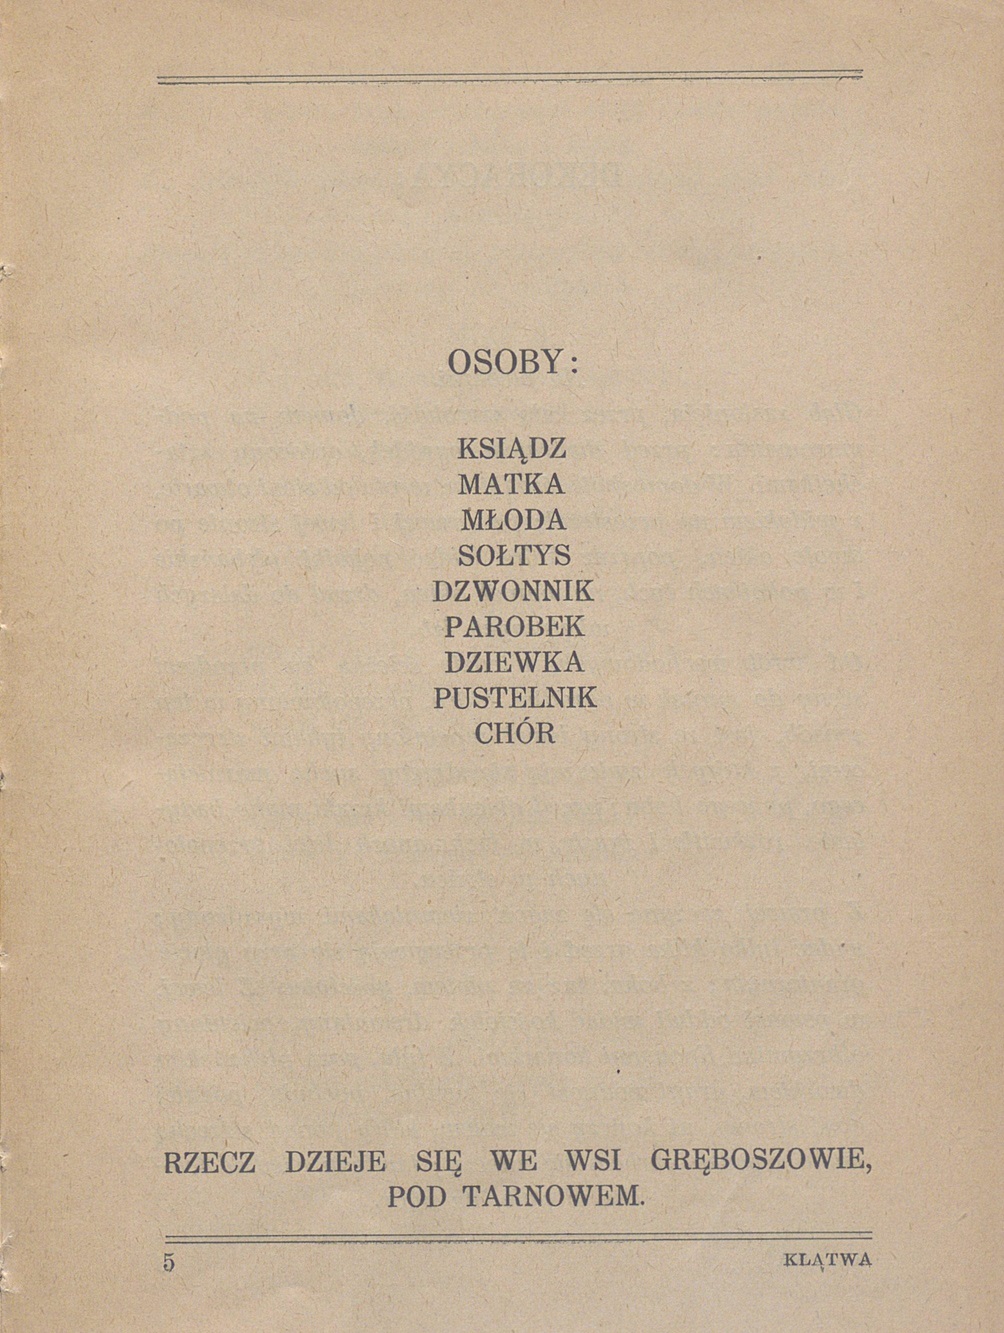 OSOBY:
KSIĄDZ
MATKA
MŁODA
SOŁTYS
DZWONNIK
PAROBEK
DZIEWKA
PUSTELNIK
CHÓR
RZECZ DZIEJE SIĘ WE WSI GRĘBOSZOWIE,
POD TARNOWEM.
5 KLĄTWA